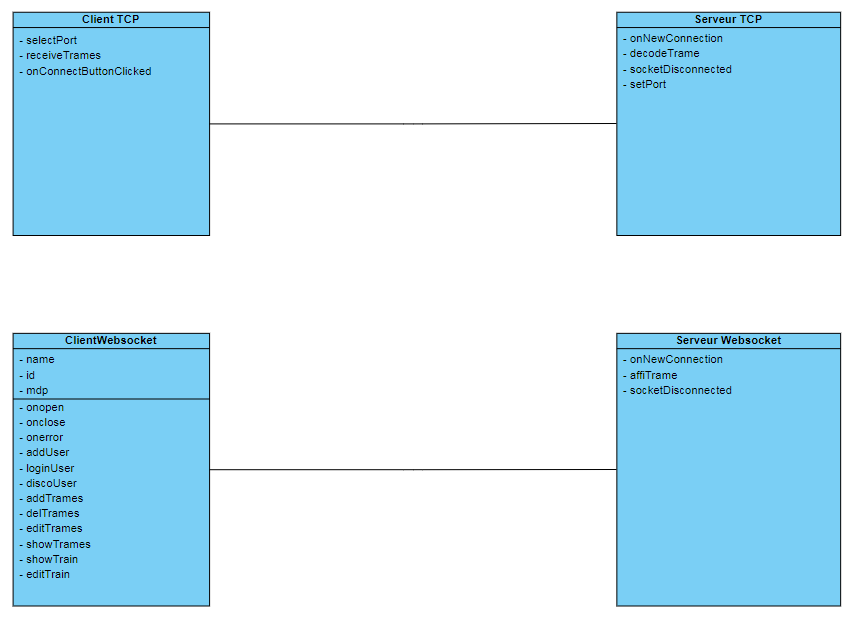 Client TCP
- selectPort
- receiveTrames
- onConnectButtonClicked
Serveur TCP
- onNewConnection
- decodeTrame
- socketDisconnected
- setPort
ClientWebsocket
- name
- id
- mdp
- onopen
- onclose
- onerror
- addUser
- loginUser
- discoUser
- addTrames
- delTrames
- editTrames
- showTrames
- showTrain
- editTrain
Serveur Websocket
- onNewConnection
- affiTrame
- socketDisconnected